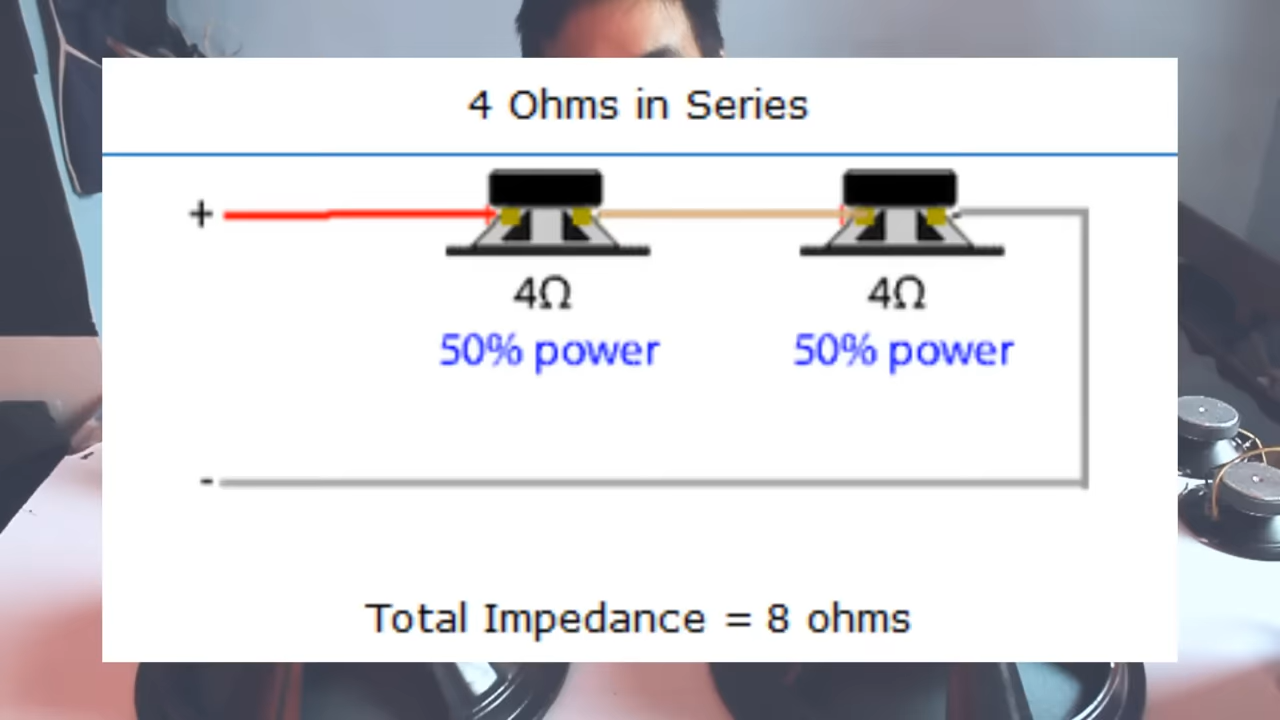 4 Ohms in Series
+
4Ω 4Ω
50% power 50% power
-
Total Impedance = 8 ohms